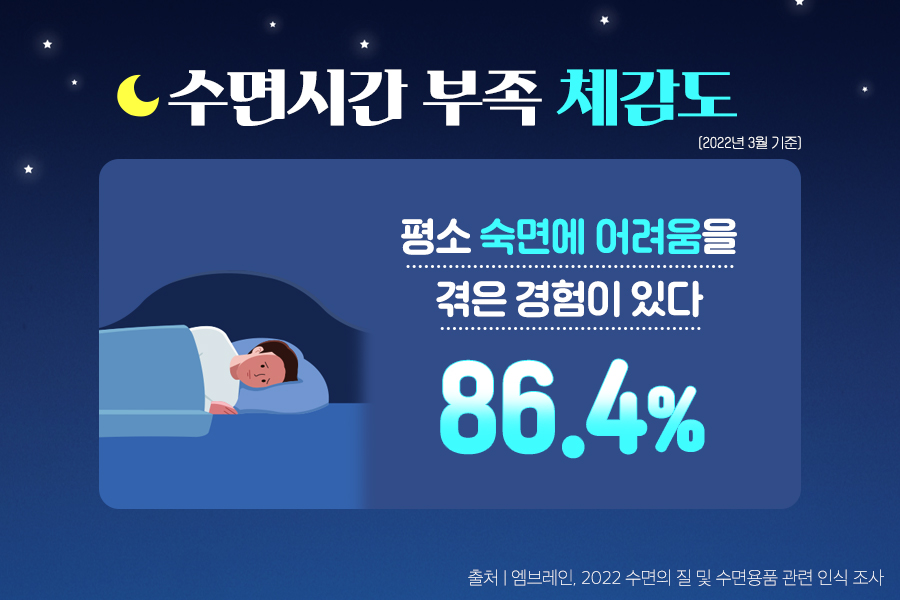 수면시간 부족 체감도
(2022년 3월 기준)
평소 숙면에 어려움을
겪은 경험이 있다
86.4%
출처 | 엠브레인, 2022 수면의 질 및 수면용품 관련 인식 조사